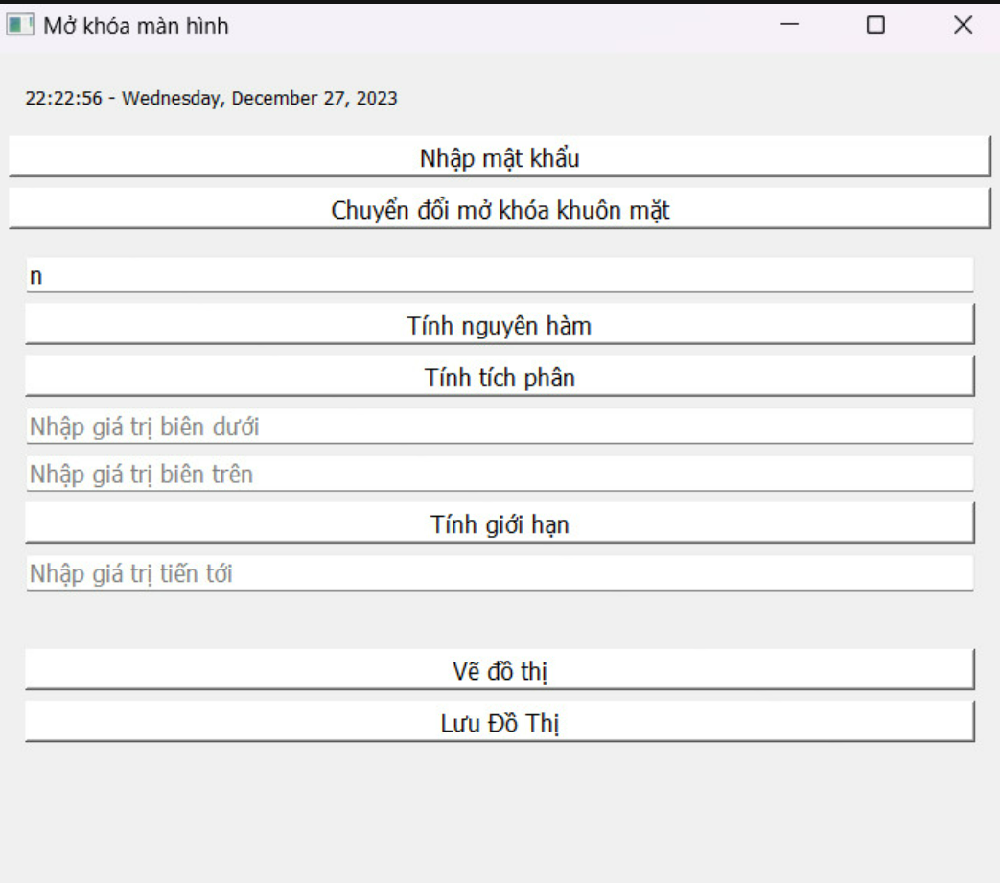 Mở khóa màn hình
22:22:56 - Wednesday, December 27, 2023
Nhập mật khẩu
Chuyển đổi mở khóa khuôn mặt
n
Tính nguyên hàm
Tính tích phân
Nhập giá trị biên dưới
Nhập giá trị biên trên
Tính giới hạn
Nhập giá trị tiến tới
Vẽ đồ thị
Lưu Đồ Thị